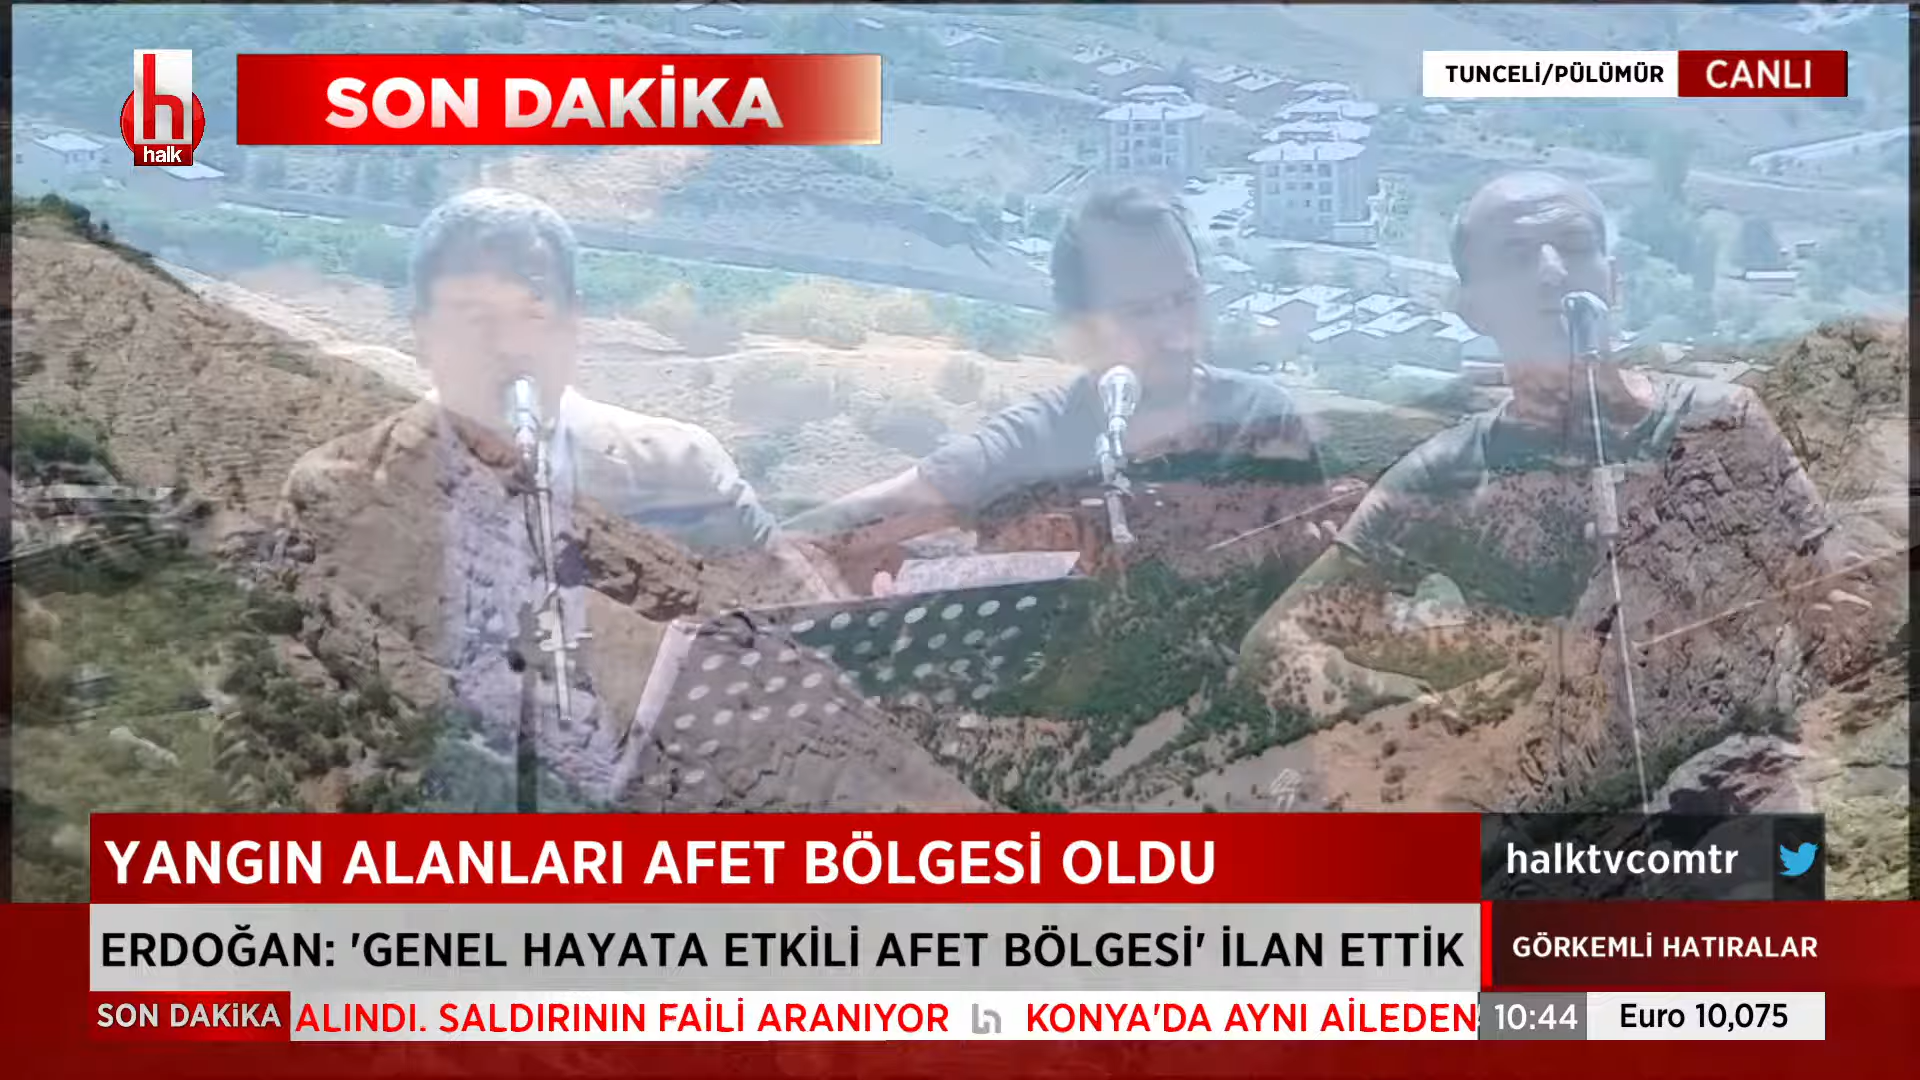 h
halk
SON DAKİKA
TUNCELİ/PÜLÜMÜR CANLI
YANGIN ALANLARI AFET BÖLGESİ OLDU
halktvcomtr
ERDOĞAN: 'GENEL HAYATA ETKİLİ AFET BÖLGESİ' İLAN ETTİK
GÖRKEMLİ HATIRALAR
SON DAKİKA ALINDI. SALDIRININ FAİLİ ARANIYOR h KONYA'DA AYNI AİLEDEN 10:44 Euro 10,075